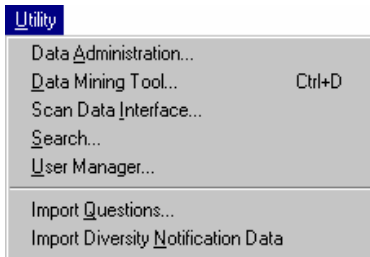 Utility
Data Administration...
Data Mining Tool... Ctrl+D
Scan Data Interface...
Search...
User Manager...
Import Questions...
Import Diversity Notification Data